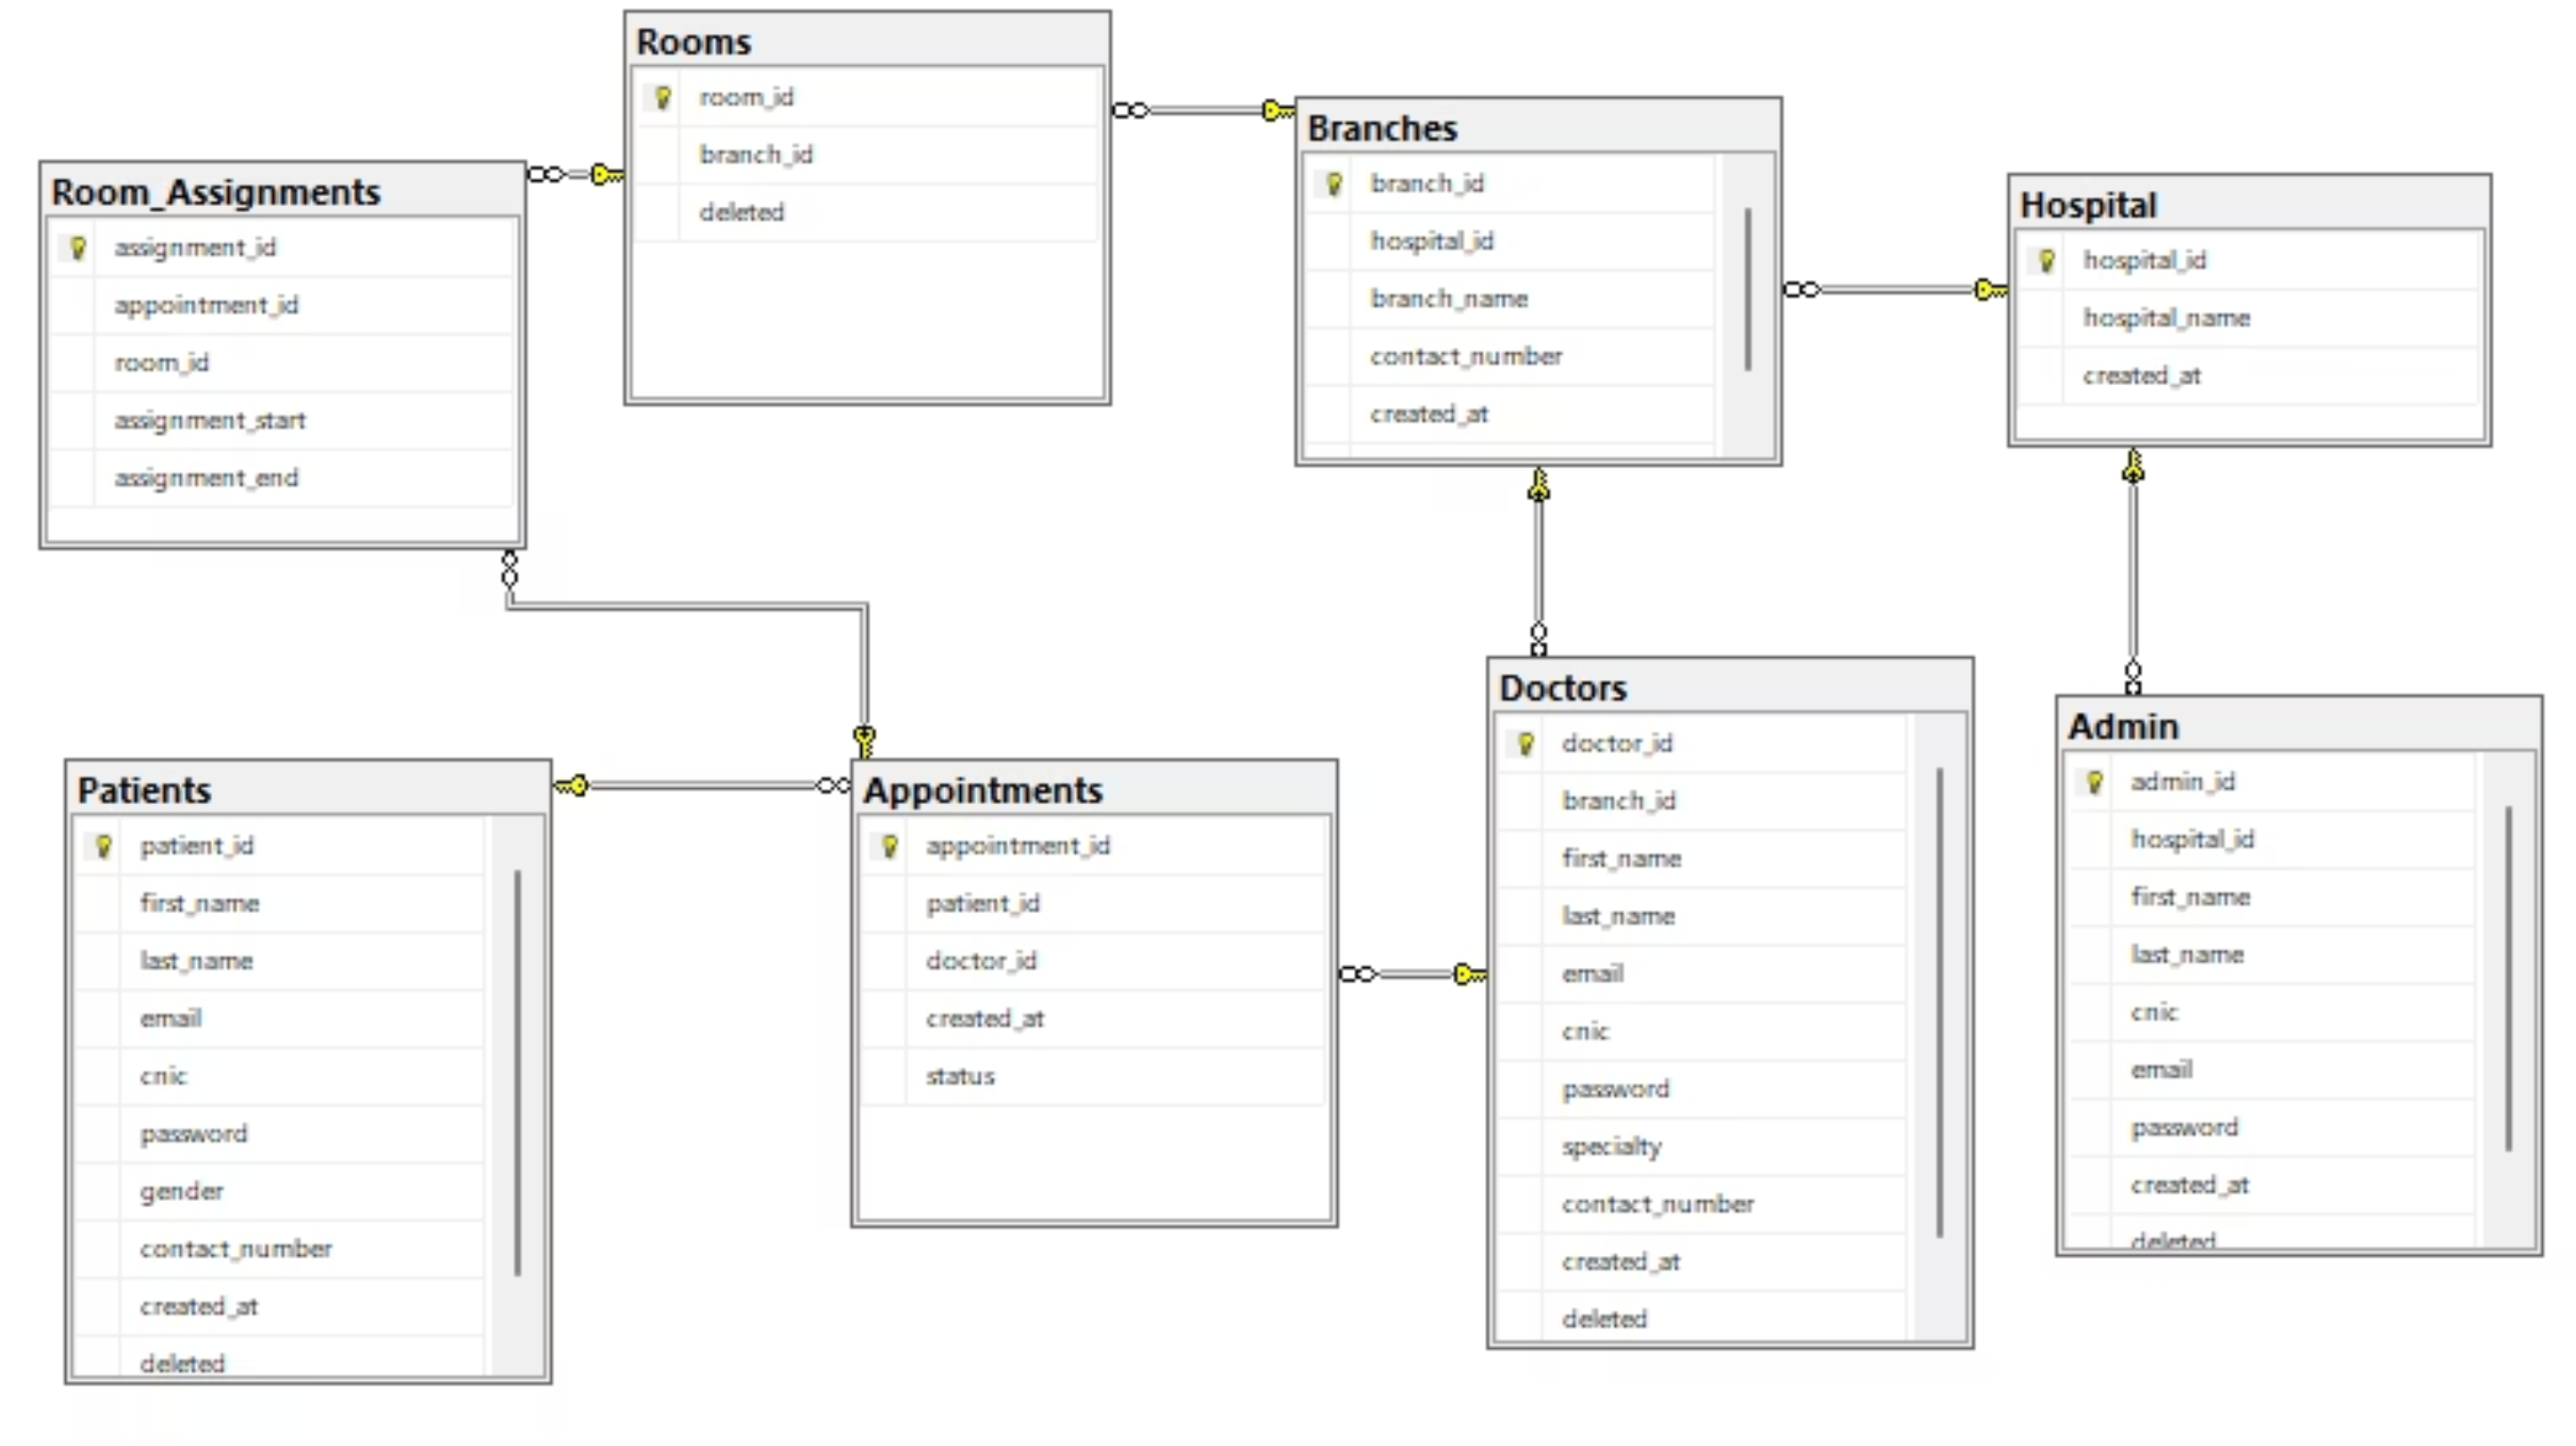 Rooms
room_id
branch_id
deleted
Branches
branch_id
hospital_id
branch_name
contact_number
created_at
Room_Assignments
assignment_id
appointment_id
room_id
assignment_start
assignment_end
Hospital
hospital_id
hospital_name
created_at
Doctors
doctor_id
branch_id
first_name
last_name
email
cnic
password
specialty
contact_number
created_at
deleted
Admin
admin_id
hospital_id
first_name
last_name
cnic
email
password
created_at
deleted
Patients
patient_id
first_name
last_name
email
cnic
password
gender
contact_number
created_at
deleted
Appointments
appointment_id
patient_id
doctor_id
created_at
status